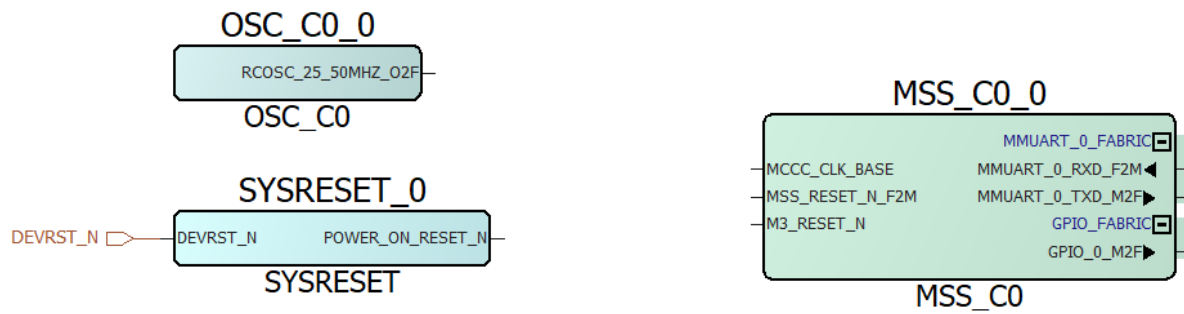 OSC_C0_0
RCOSC_25_50MHZ_O2F
OSC_C0
SYSRESET_0
DEVRST_N
DEVRST_N POWER_ON_RESET_N
SYSRESET
MSS_C0_0
MMUART_0_FABRIC
MCCC_CLK_BASE MMUART_0_RXD_F2M
MSS_RESET_N_F2M MMUART_0_TXD_M2F
M3_RESET_N GPIO_FABRIC
GPIO_0_M2F
MSS_C0